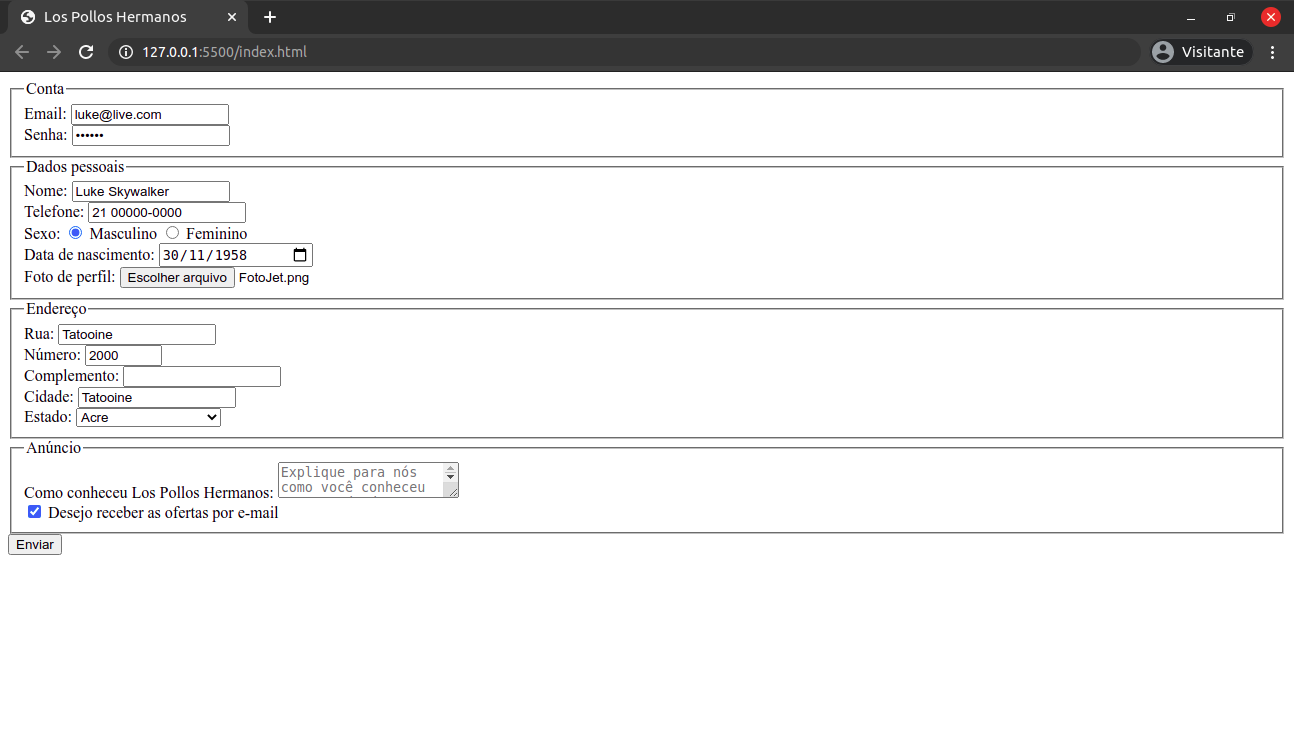 Los Pollos Hermanos
127.0.0.1:5500/index.html
Visitante
Conta
Email: luke@live.com
Senha: ••••••
Dados pessoais
Nome: Luke Skywalker
Telefone: 21 00000-0000
Sexo: Masculino Feminino
Data de nascimento: 30/11/1958
Foto de perfil: Escolher arquivo FotoJet.png
Endereço
Rua: Tatooine
Número: 2000
Complemento:
Cidade: Tatooine
Estado: Acre
Anúncio
Explique para nós
Como conheceu Los Pollos Hermanos: como você conheceu
Desejo receber as ofertas por e-mail
Enviar